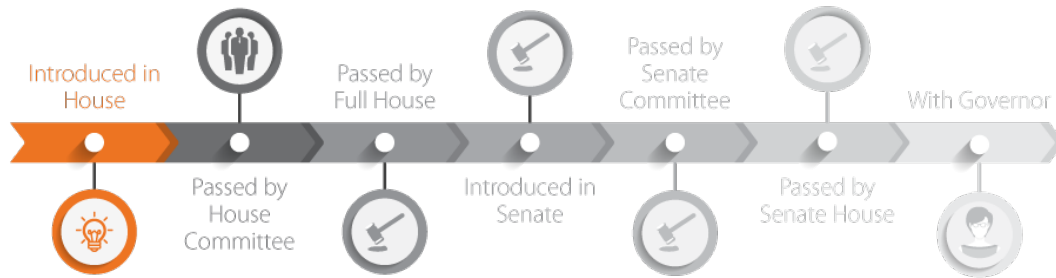 Introduced in
House
Passed by
House
Committee
Passed by
Full House
Introduced in
Senate
Passed by
Senate
Committee
Passed by
Senate House
With Governor